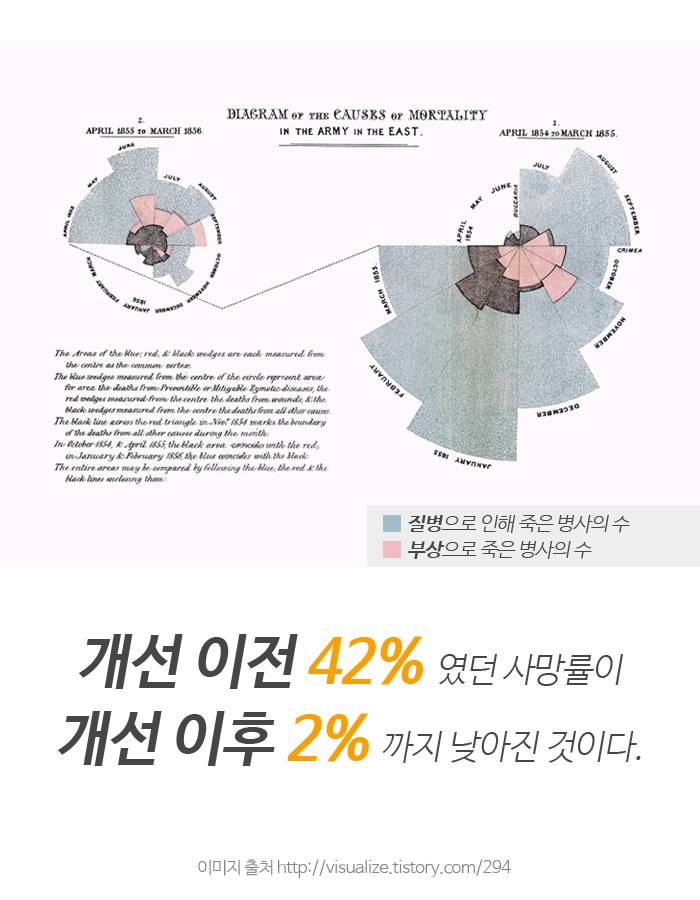 DIAGRAM OF THE CAUSES OF MORTALITY
IN THE ARMY IN THE EAST.
2.
APRIL 1855 TO MARCH 1856.
1.
APRIL 1854 TO MARCH 1855.
APRIL 1855
MAY
JUNE
JULY
AUGUST
SEPTEMBER
OCTOBER
NOVEMBER
DECEMBER
1856
JANUARY
FEBRUARY
MARCH
APRIL 1854
MAY
JUNE
JULY
AUGUST
SEPTEMBER
OCTOBER
NOVEMBER
DECEMBER
JANUARY 1855
FEBRUARY
MARCH 1855.
BULGARIA
CRIMEA
The Areas of the blue, red, & black wedges are each measured from
the centre as the common vertex.
The blue wedges measured from the centre of the circle represent area
for area the deaths from Preventible or Mitigable Zymotic diseases, the
red wedges measured from the centre the deaths from wounds, & the
black wedges measured from the centre the deaths from all other causes.
The black line across the red triangle in Nov.r 1854 marks the boundary
of the deaths from all other causes during the month.
In October 1854, & April 1855, the black area coincides with the red,
in January & February 1856, the blue coincides with the black.
The entire areas may be compared by following the blue, the red & the
black lines enclosing them.
질병으로 인해 죽은 병사의 수
부상으로 죽은 병사의 수
개선 이전 42% 였던 사망률이
개선 이후 2% 까지 낮아진 것이다.
이미지 출처 http://visualize.tistory.com/294